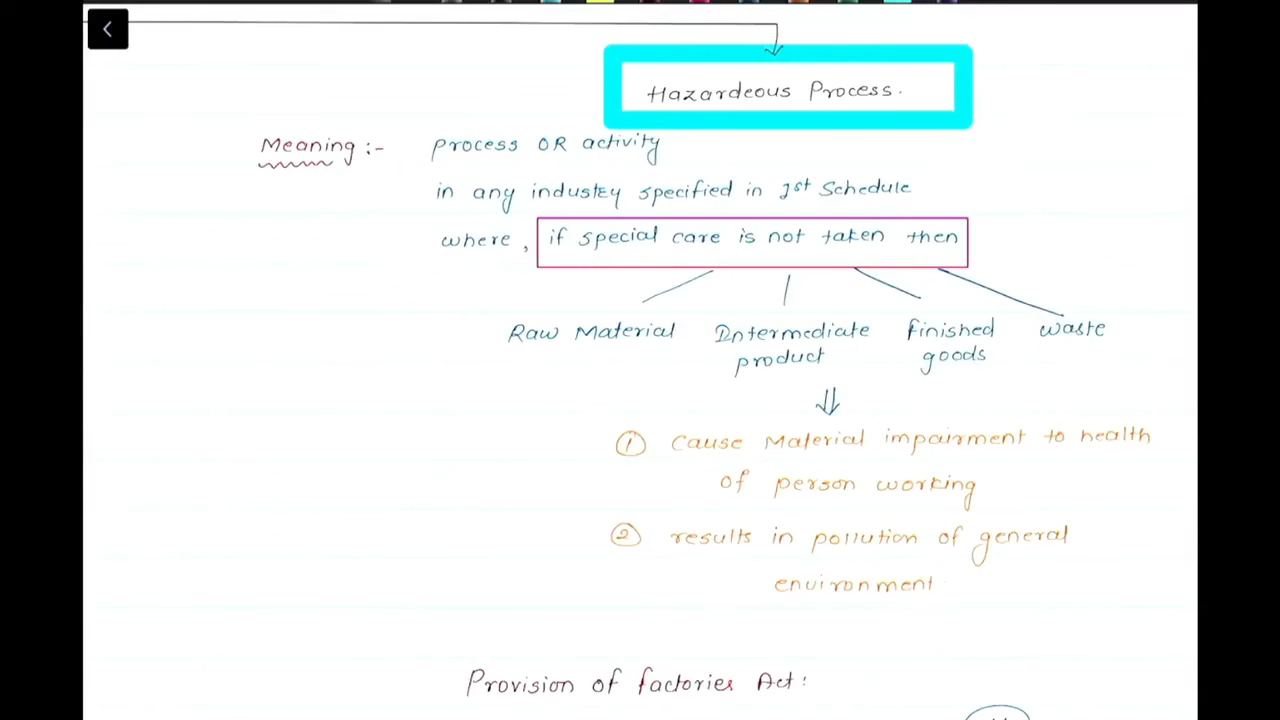 Hazardeous Process.
Meaning :- process OR activity
in any industry specified in 1st Schedule
where, if special care is not taken then
Raw Material Intermediate product finished goods waste
① cause Material impairment to health
of person working
② results in pollution of general
environment
Provision of factories Act: